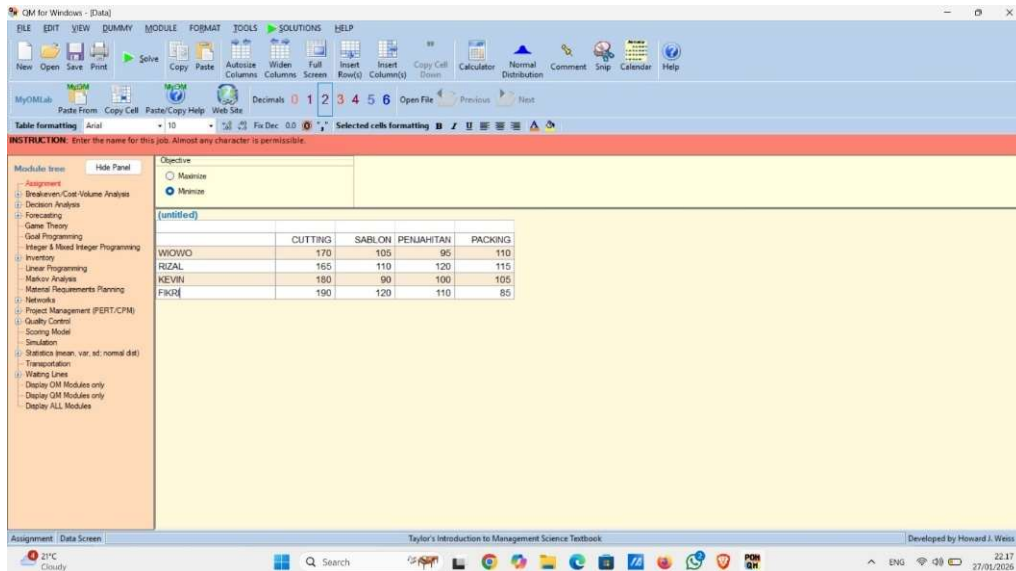 QM for Windows - [Data]
FILE EDIT VIEW DUMMY MODULE FORMAT TOOLS SOLUTIONS HELP
New Open Save Print Solve Copy Paste Autosize Columns Widen Columns Full Screen Insert Row(s) Insert Column(s) Copy Cell Down Calculator Normal Distribution Comment Snip Calendar Help
MyOMLab Paste From Copy Cell Paste/Copy Help Web Site Decimals 0 1 2 3 4 5 6 Open File Previous Next
Table formatting Arial 10 Fix Dec 0.0 0 "," Selected cells formatting B I U A
INSTRUCTION: Enter the name for this job. Almost any character is permissible.
Module tree Hide Panel
Assignment
Breakeven/Cost-Volume Analysis
Decision Analysis
Forecasting
Game Theory
Goal Programming
Integer & Mixed Integer Programming
Inventory
Linear Programming
Markov Analysis
Material Requirements Planning
Networks
Project Management (PERT/CPM)
Quality Control
Scoring Model
Simulation
Statistics (mean, var, sd; normal dist)
Transportation
Waiting Lines
Display OM Modules only
Display QM Modules only
Display ALL Modules
Objective
Maximize
Minimize
(untitled)
CUTTING SABLON PENJAHITAN PACKING
WIOWO 170 105 95 110
RIZAL 165 110 120 115
KEVIN 180 90 100 105
FIKRI 190 120 110 85
Assignment Data Screen Taylor's Introduction to Management Science Textbook Developed by Howard J. Weiss
4 21°C
Cloudy
Search
POM QM
ENG
22.17
27/01/2026